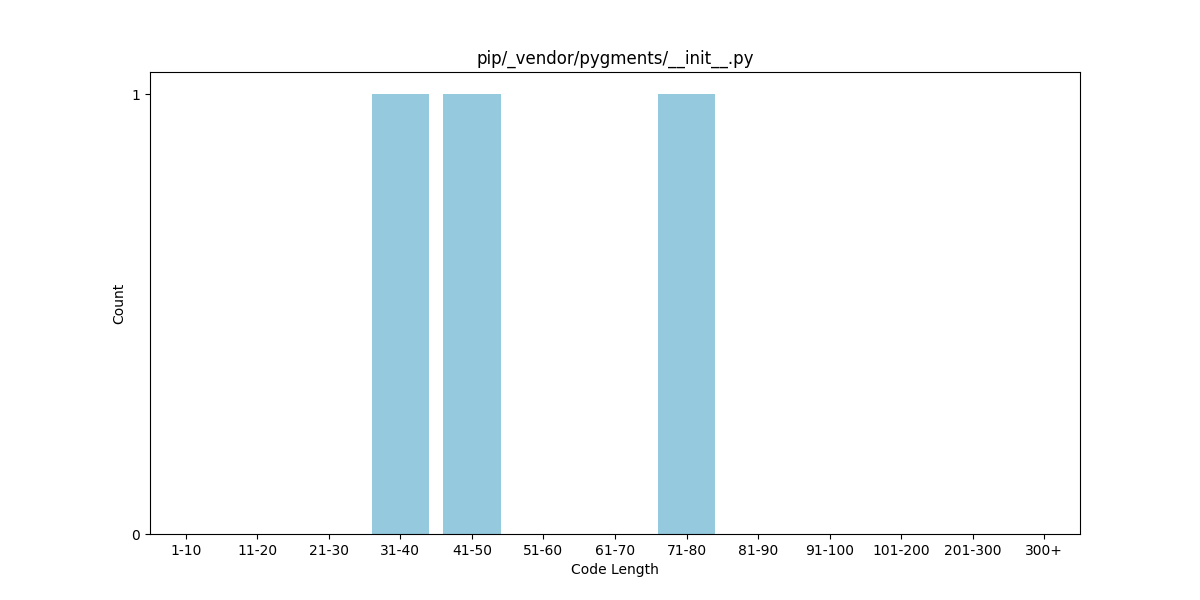 pip/_vendor/pygments/__init__.py
1
Count
0
1-10 11-20 21-30 31-40 41-50 51-60 61-70 71-80 81-90 91-100 101-200 201-300 300+
Code Length